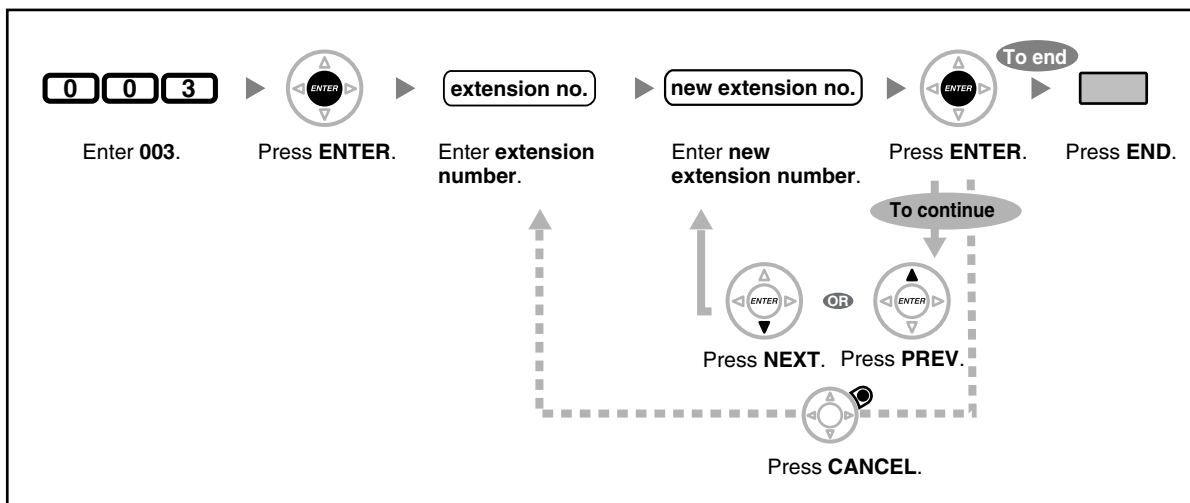 To end
0 0 3 ENTER extension no. new extension no. ENTER
Enter 003. Press ENTER. Enter extension number. Enter new extension number. Press ENTER. Press END.
To continue
ENTER OR ENTER
Press NEXT. Press PREV.
Press CANCEL.